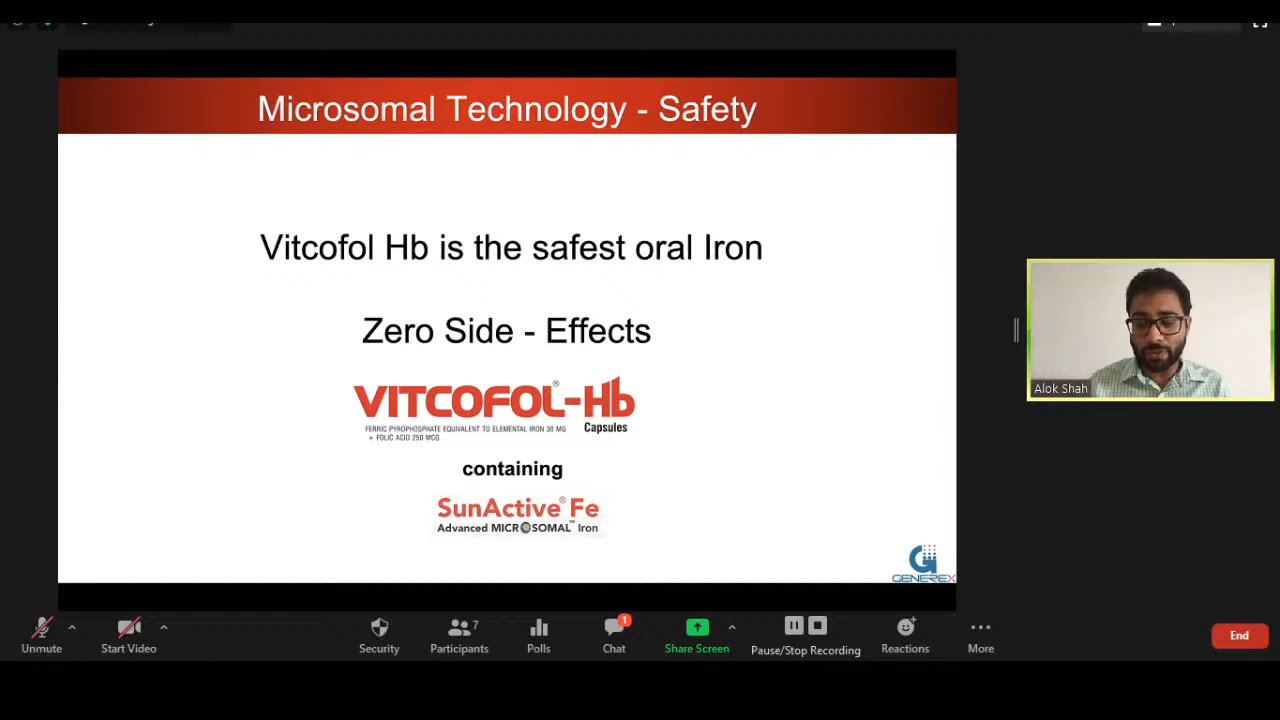 Microsomal Technology - Safety
Vitcofol Hb is the safest oral Iron
Zero Side - Effects
VITCOFOL®-Hb
FERRIC PYROPHOSPHATE EQUIVALENT TO ELEMENTAL IRON 30 MG
+ FOLIC ACID 250 MCG
Capsules
containing
SunActive® Fe
Advanced MICROSOMAL™ Iron
GENEREX
Alok Shah
Unmute
Start Video
Security
7
Participants
Polls
1
Chat
Share Screen
Pause/Stop Recording
Reactions
More
End